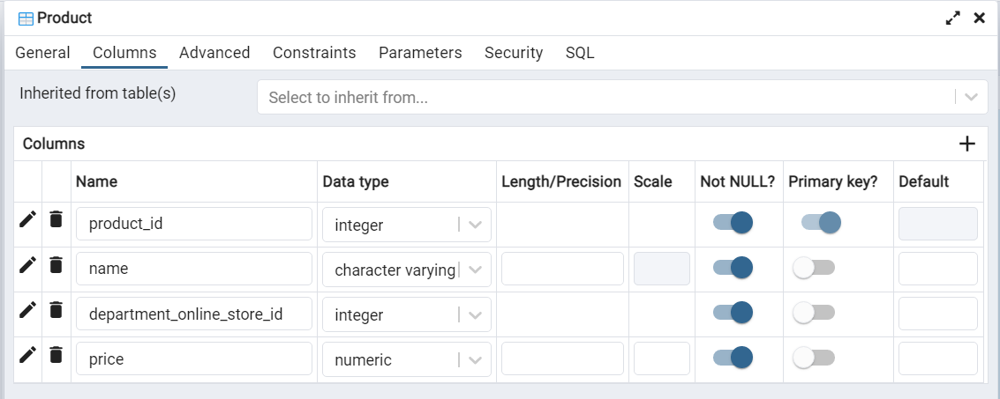 Product
General Columns Advanced Constraints Parameters Security SQL
Inherited from table(s) Select to inherit from...
Columns
Name Data type Length/Precision Scale Not NULL? Primary key? Default
product_id integer
name character varying
department_online_store_id integer
price numeric